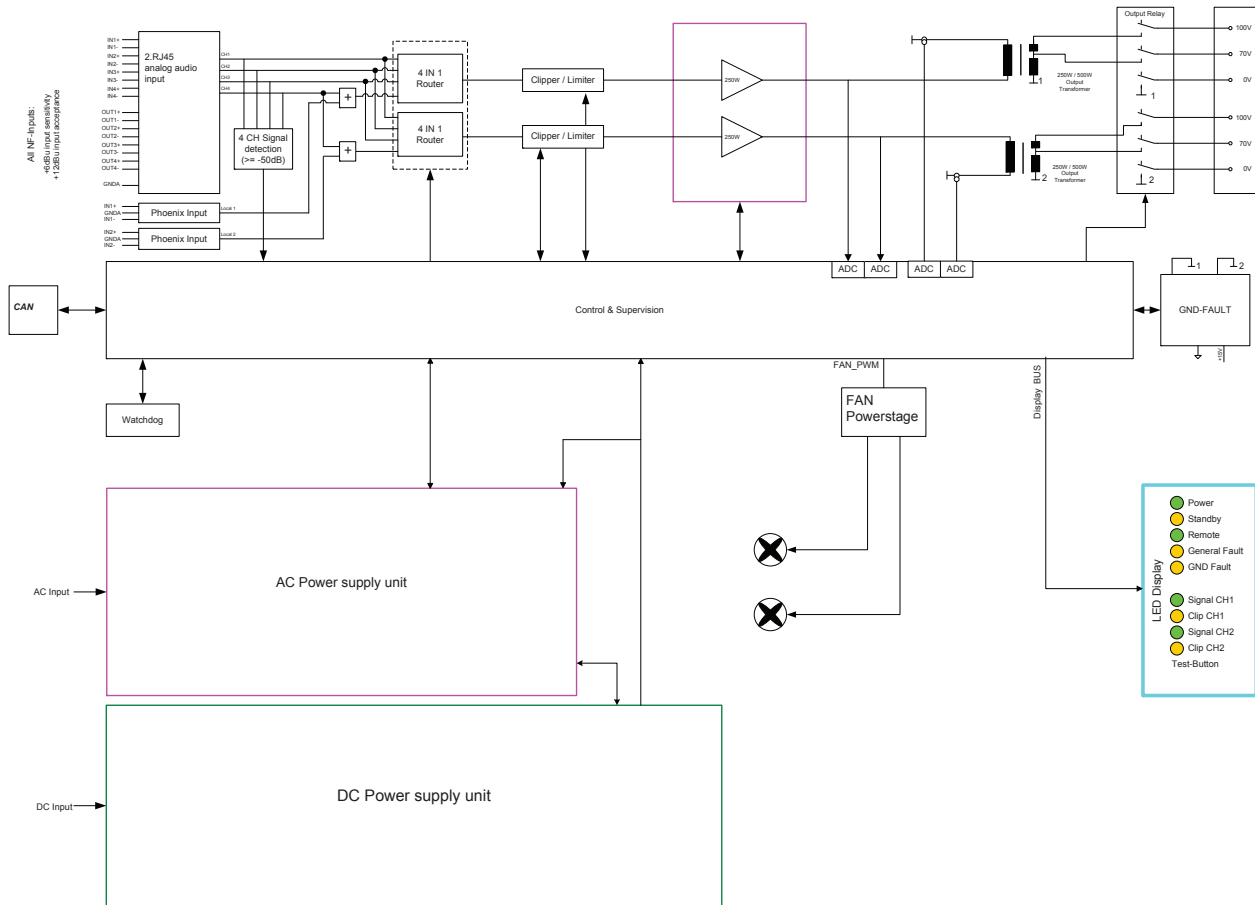 All NF-Inputs:
+6dBu input sensitivity
+12dBu input acceptance
IN1+
IN1-
IN2+
IN2-
IN3+
IN3-
IN4+
IN4-
OUT1+
OUT1-
OUT2+
OUT2-
OUT3+
OUT3-
OUT4+
OUT4-
GNDA
2.RJ45
analog audio
input
CH1
CH2
CH3
CH4
4 CH Signal
detection
(>= -50dB)
IN1+
GNDA
IN1-
Phoenix Input
Local 1
IN2+
GNDA
IN2-
Phoenix Input
Local 2
+
+
4 IN 1
Router
4 IN 1
Router
Clipper / Limiter
Clipper / Limiter
250W
250W
1
250W / 500W
Output
Transformer
2
250W / 500W
Output
Transformer
Output Relay
1
2
100V
70V
0V
100V
70V
0V
ADC
ADC
ADC
ADC
CAN
Control & Supervision
1
2
GND-FAULT
+15V
Watchdog
FAN_PWM
FAN
Powerstage
Display BUS
AC Input
AC Power supply unit
DC Input
DC Power supply unit
LED Display
Power
Standby
Remote
General Fault
GND Fault
Signal CH1
Clip CH1
Signal CH2
Clip CH2
Test-Button